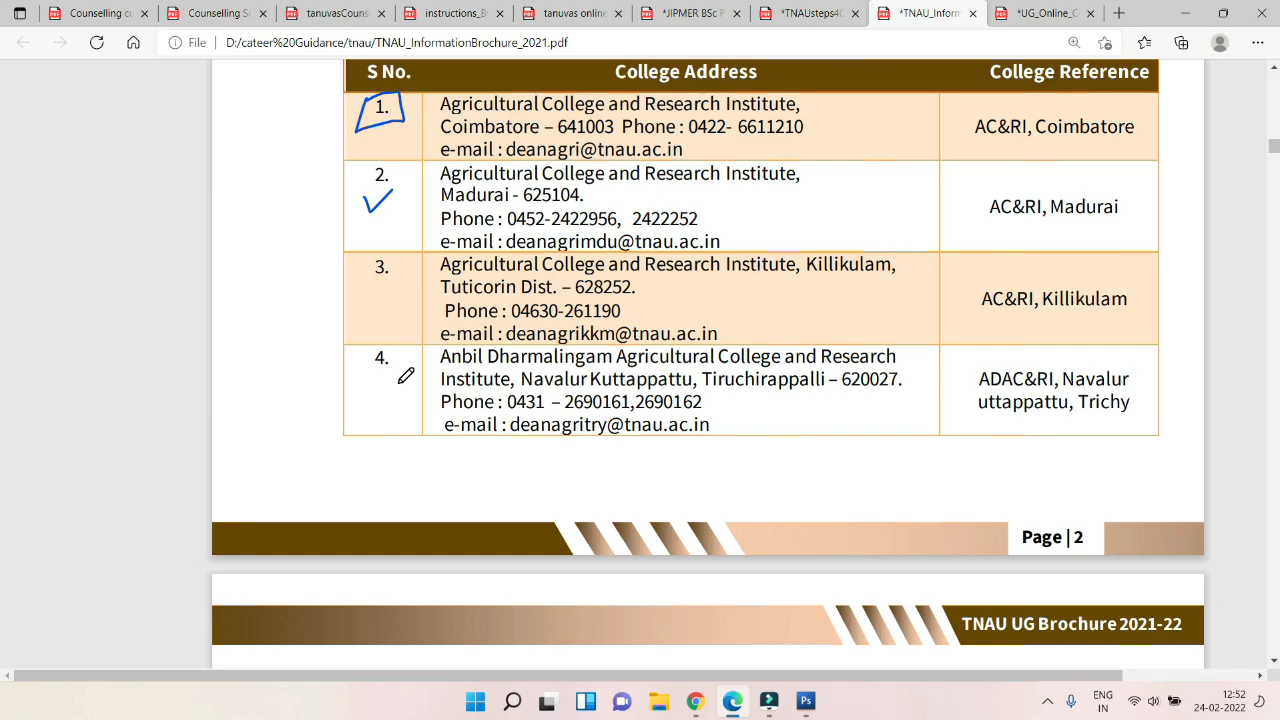 Counselling c
Counselling S
tanuvasCouns
instructions_B
tanuvas online
*JIPMER BSc P
*TNAUsteps4C
*TNAU_Inform
*UG_Online_G
File
D:/cateer%20Guidance/tnau/TNAU_InformationBrochure_2021.pdf
S No.
College Address
College Reference
1.
Agricultural College and Research Institute,
Coimbatore – 641003 Phone : 0422- 6611210
e-mail : deanagri@tnau.ac.in
AC&RI, Coimbatore
2.
Agricultural College and Research Institute,
Madurai - 625104.
Phone : 0452-2422956, 2422252
e-mail : deanagrimdu@tnau.ac.in
AC&RI, Madurai
3.
Agricultural College and Research Institute, Killikulam,
Tuticorin Dist. – 628252.
Phone : 04630-261190
e-mail : deanagrikkm@tnau.ac.in
AC&RI, Killikulam
4.
Anbil Dharmalingam Agricultural College and Research
Institute, Navalur Kuttappattu, Tiruchirappalli – 620027.
Phone : 0431 – 2690161,2690162
e-mail : deanagritry@tnau.ac.in
ADAC&RI, Navalur
uttappattu, Trichy
Page | 2
TNAU UG Brochure 2021-22
ENG
IN
12:52
24-02-2022